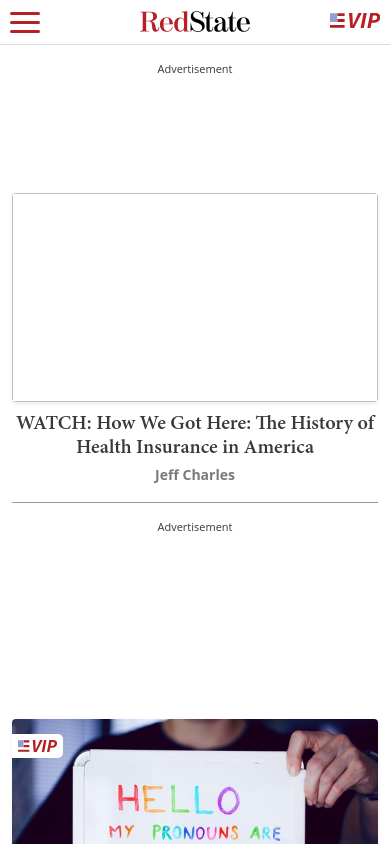 RedState
VIP
Advertisement
WATCH: How We Got Here: The History of
Health Insurance in America
Jeff Charles
Advertisement
VIP
HELLO
MY PRONOUNS ARE